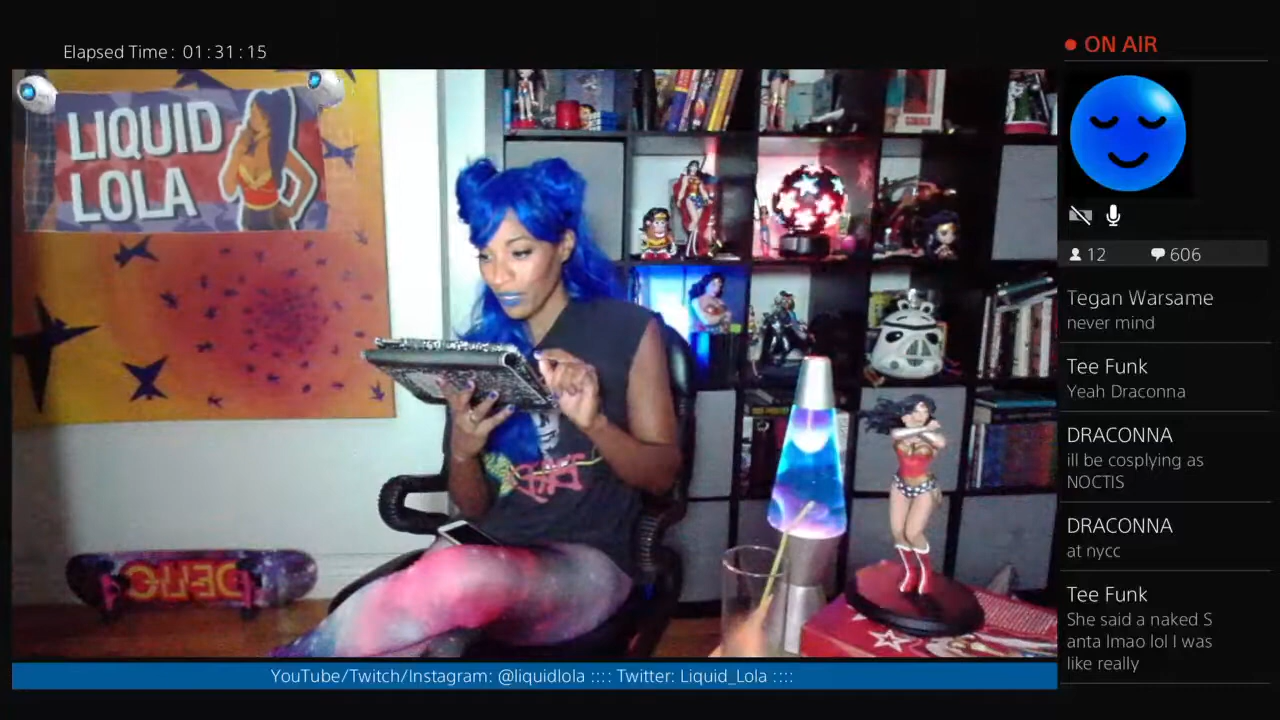 Elapsed Time: 01:31:15
ON AIR
LIQUID
LOLA
12
606
Tegan Warsame
never mind
Tee Funk
Yeah Draconna
DRACONNA
ill be cosplying as
NOCTIS
DRACONNA
at nycc
Tee Funk
She said a naked S
anta lmao lol I was
like really
YouTube/Twitch/Instagram: @liquidlola :::: Twitter: Liquid_Lola ::::